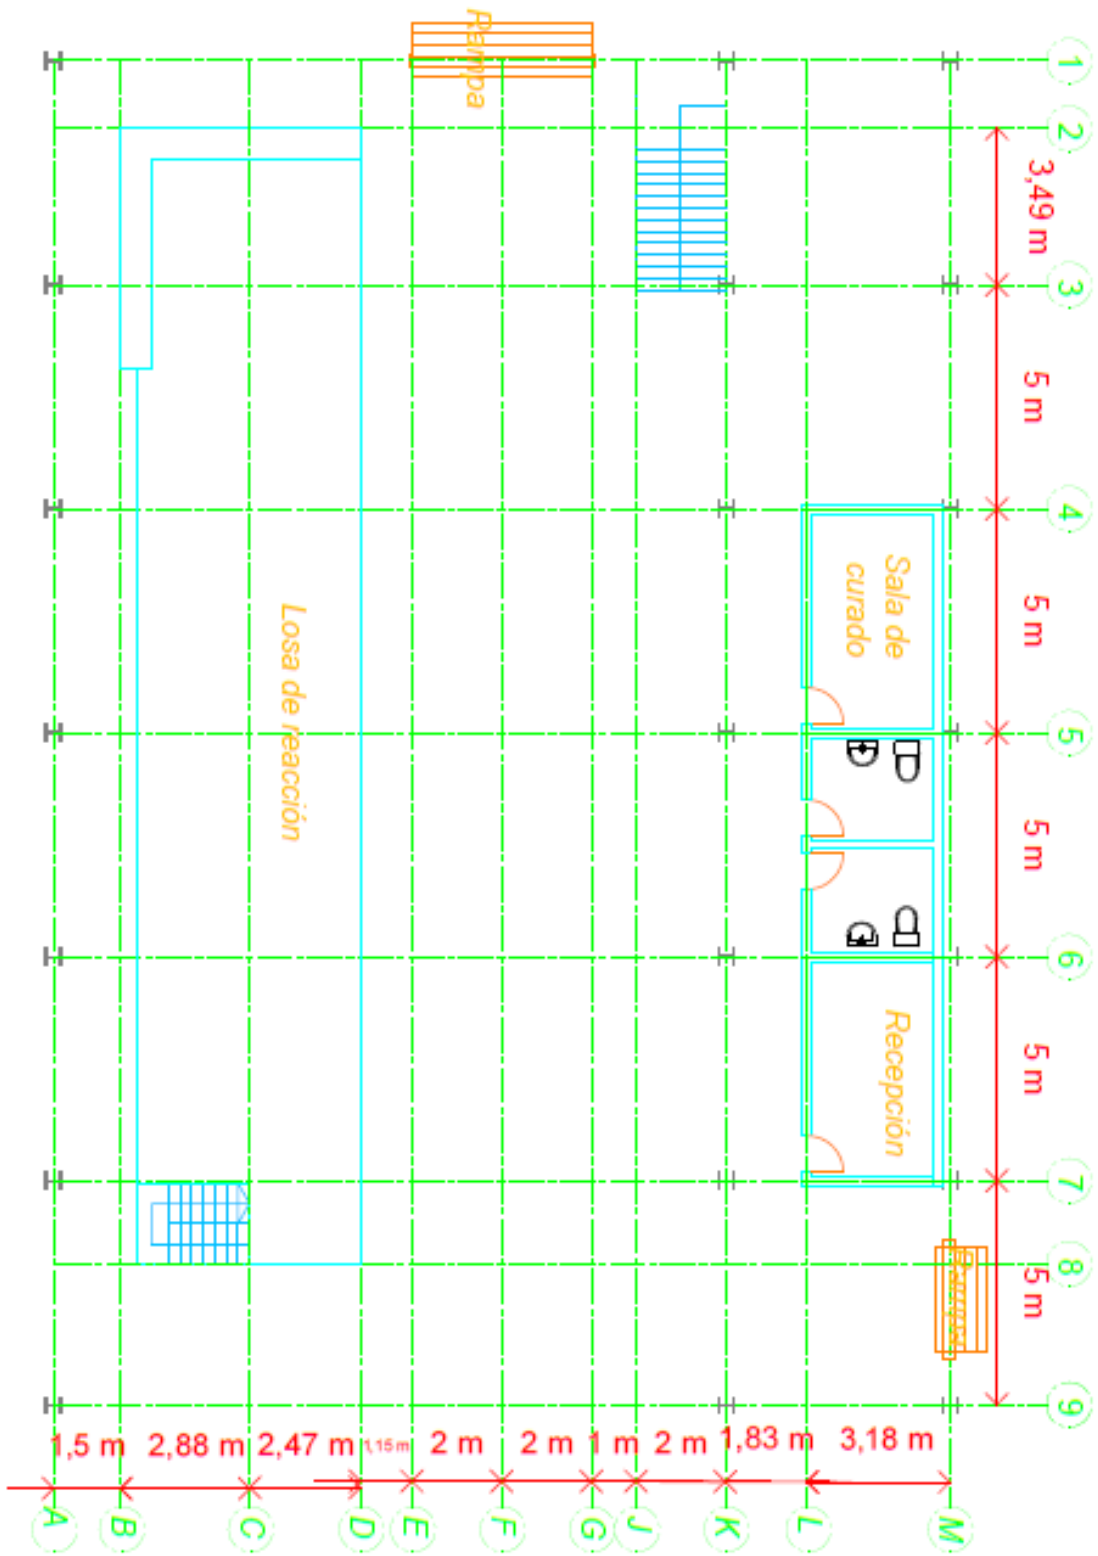 Rampa
1
2
3,49 m
3
5 m
4
Sala de
curado
5 m
5
5 m
6
Losa de reacción
Recepción
5 m
7
Rampa
8
5 m
9
1,5 m
2,88 m
2,47 m
1,15 m
2 m
2 m
1 m
2 m
1,83 m
3,18 m
A
B
C
D
E
F
G
J
K
L
M